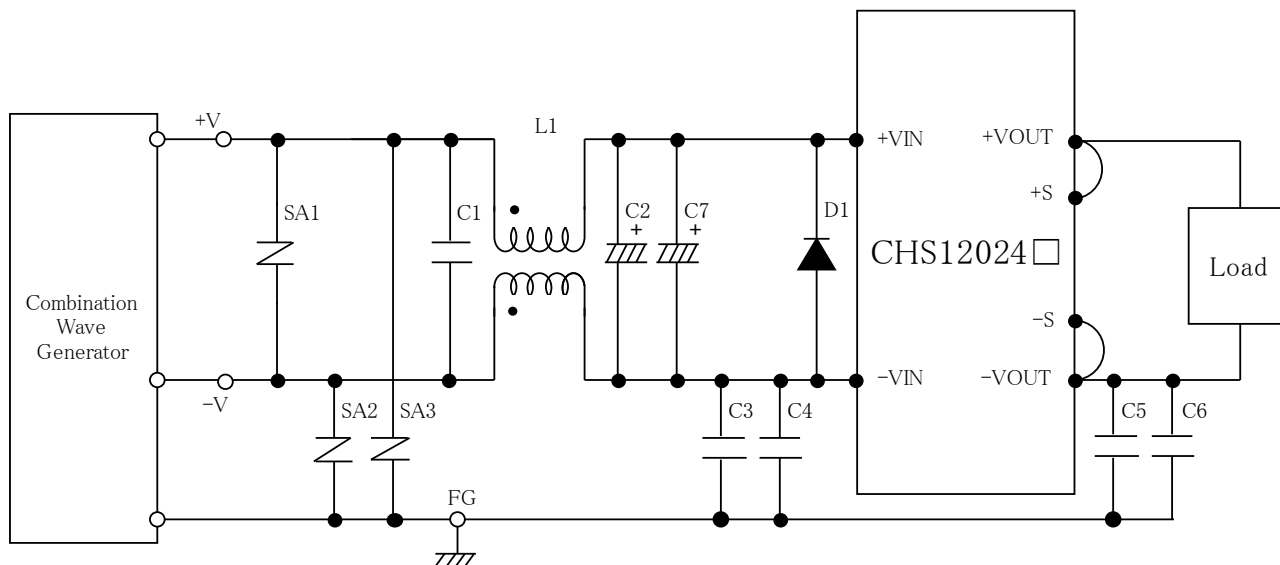 +V
L1
+VIN
+VOUT
+S
SA1
C1
C2
+
C7
+
D1
CHS12024□
Load
Combination
Wave
Generator
−S
−V
−VIN
−VOUT
SA2
SA3
C3
C4
C5
C6
FG